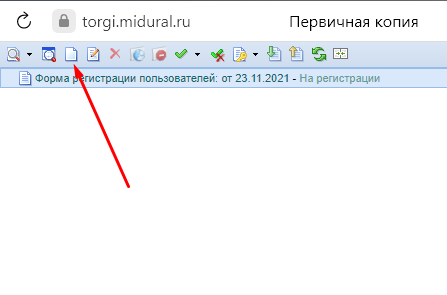 torgi.midural.ru Первичная копия
Форма регистрации пользователей: от 23.11.2021 - На регистрации